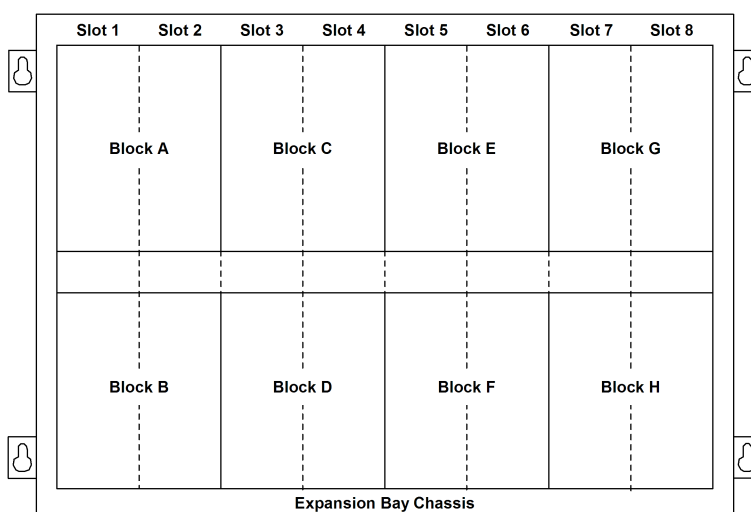 Slot 1 Slot 2 Slot 3 Slot 4 Slot 5 Slot 6 Slot 7 Slot 8
Block A Block C Block E Block G
Block B Block D Block F Block H
Expansion Bay Chassis